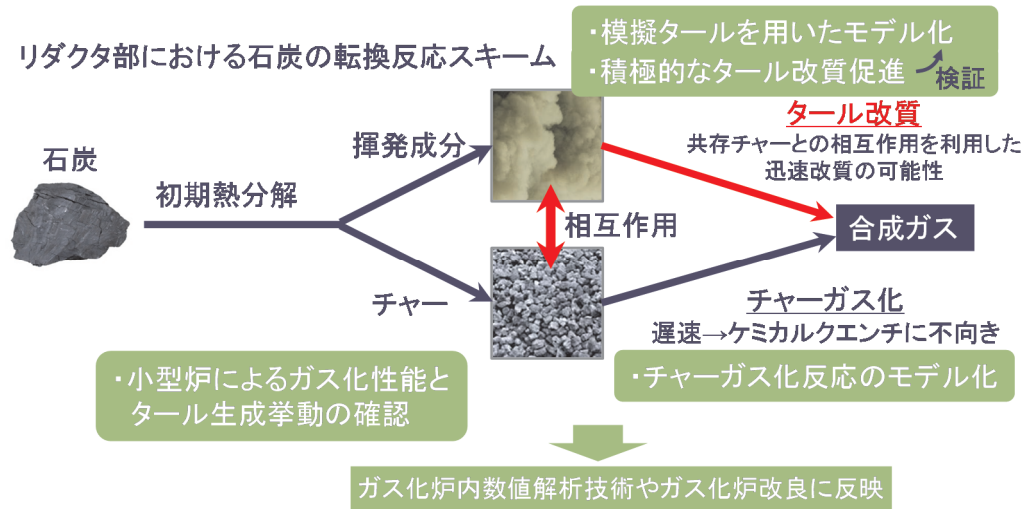 リダクタ部における石炭の転換反応スキーム
・模擬タールを用いたモデル化
・積極的なタール改質促進
検証
タール改質
共存チャーとの相互作用を利用した
迅速改質の可能性
石炭
初期熱分解
揮発成分
相互作用
合成ガス
チャー
チャーガス化
遅速→ケミカルクエンチに不向き
・チャーガス化反応のモデル化
・小型炉によるガス化性能と
タール生成挙動の確認
ガス化炉内数値解析技術やガス化炉改良に反映